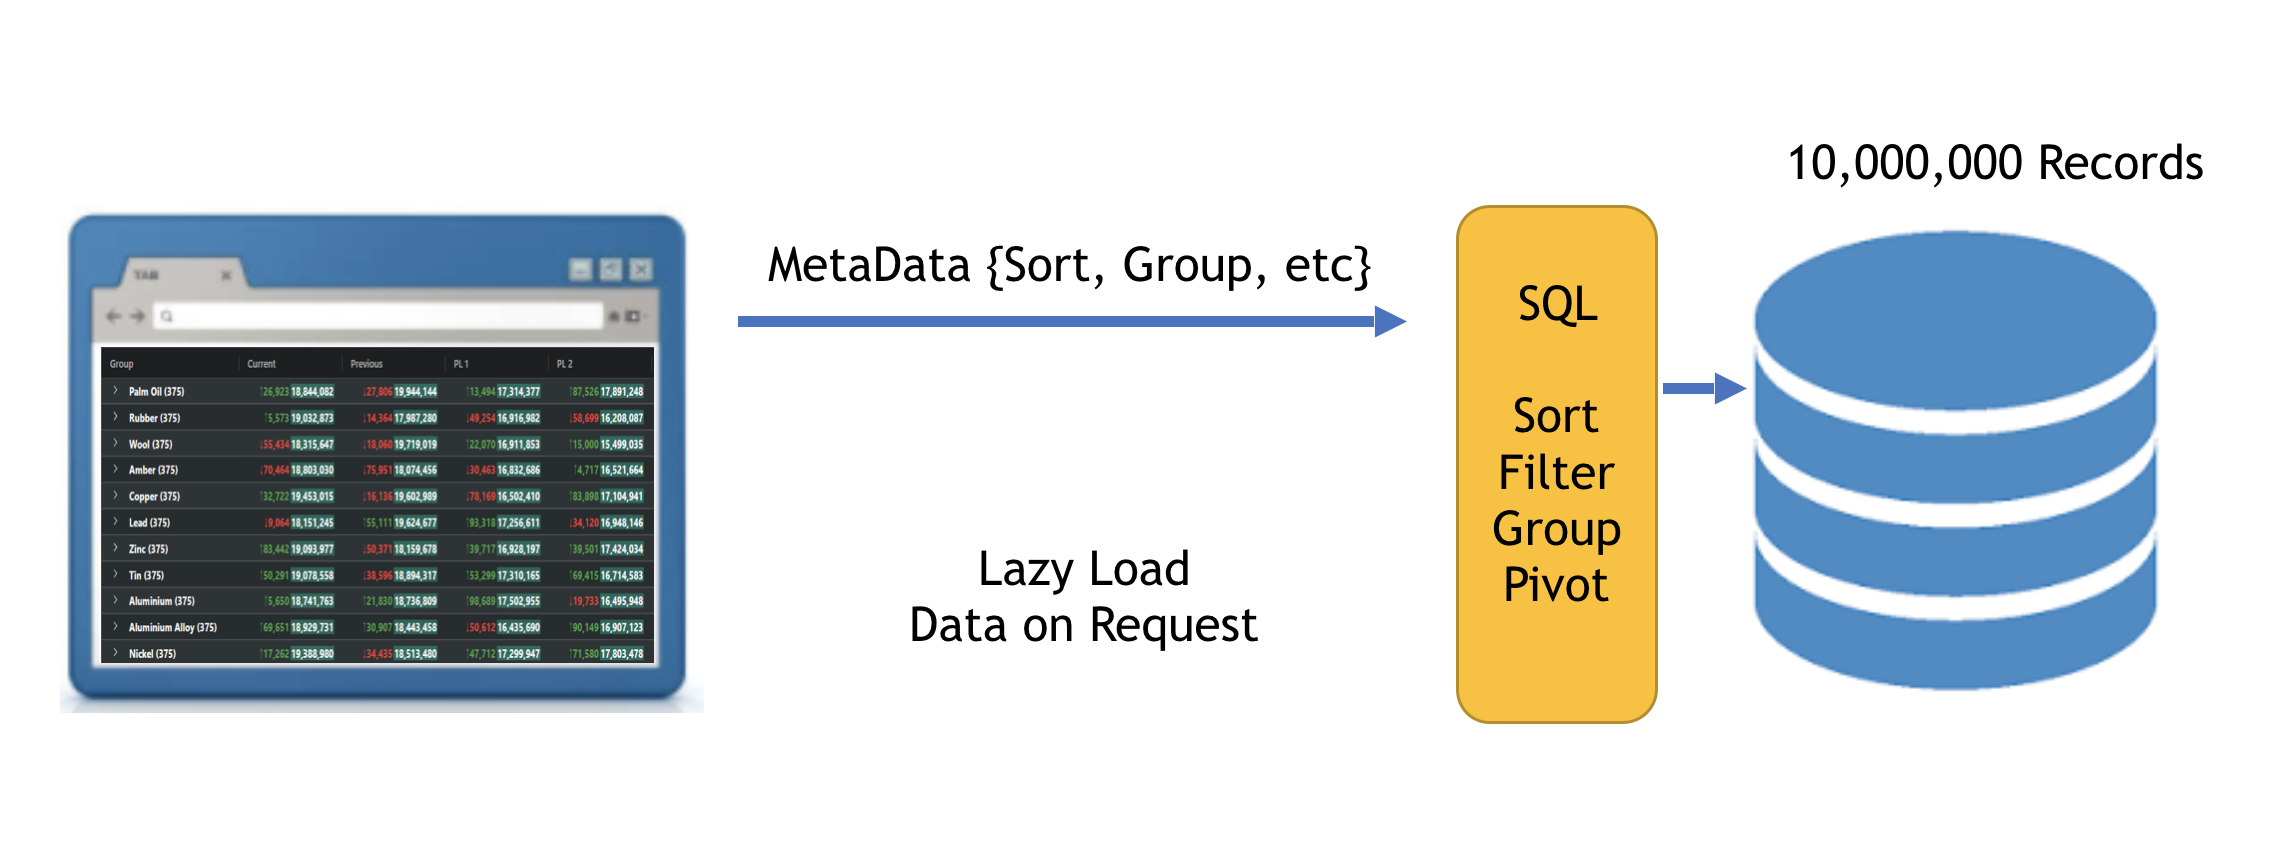 10,000,000 Records
MetaData {Sort, Group, etc}
SQL
Sort
Filter
Group
Pivot
Lazy Load
Data on Request
TAB
Group Current Previous PL 1 PL 2
Palm Oil (375) 26,923 18,844,082 27,806 19,944,144 13,494 17,314,377 87,526 17,891,248
Rubber (375) 5,573 19,032,873 14,364 17,987,280 49,254 16,916,982 58,699 16,208,087
Wool (375) 55,434 18,315,647 18,060 19,719,019 22,070 16,911,853 15,000 15,499,035
Amber (375) 70,464 18,803,030 75,951 18,074,456 30,463 16,832,686 4,717 16,521,664
Copper (375) 32,722 19,453,015 16,136 19,602,989 78,169 16,502,410 83,898 17,104,941
Lead (375) 9,064 18,151,245 55,111 19,624,677 93,318 17,256,611 34,120 16,948,146
Zinc (375) 83,442 19,093,977 50,371 18,159,678 39,717 16,928,197 39,501 17,424,034
Tin (375) 50,291 19,078,558 38,596 18,894,317 53,299 17,310,165 69,415 16,714,583
Aluminium (375) 5,650 18,741,763 21,830 18,736,809 98,689 17,502,955 19,733 16,495,948
Aluminium Alloy (375) 69,651 18,929,731 30,907 18,443,458 50,612 16,435,690 90,149 16,907,123
Nickel (375) 17,262 19,388,980 34,435 18,513,480 47,712 17,299,947 71,580 17,803,478